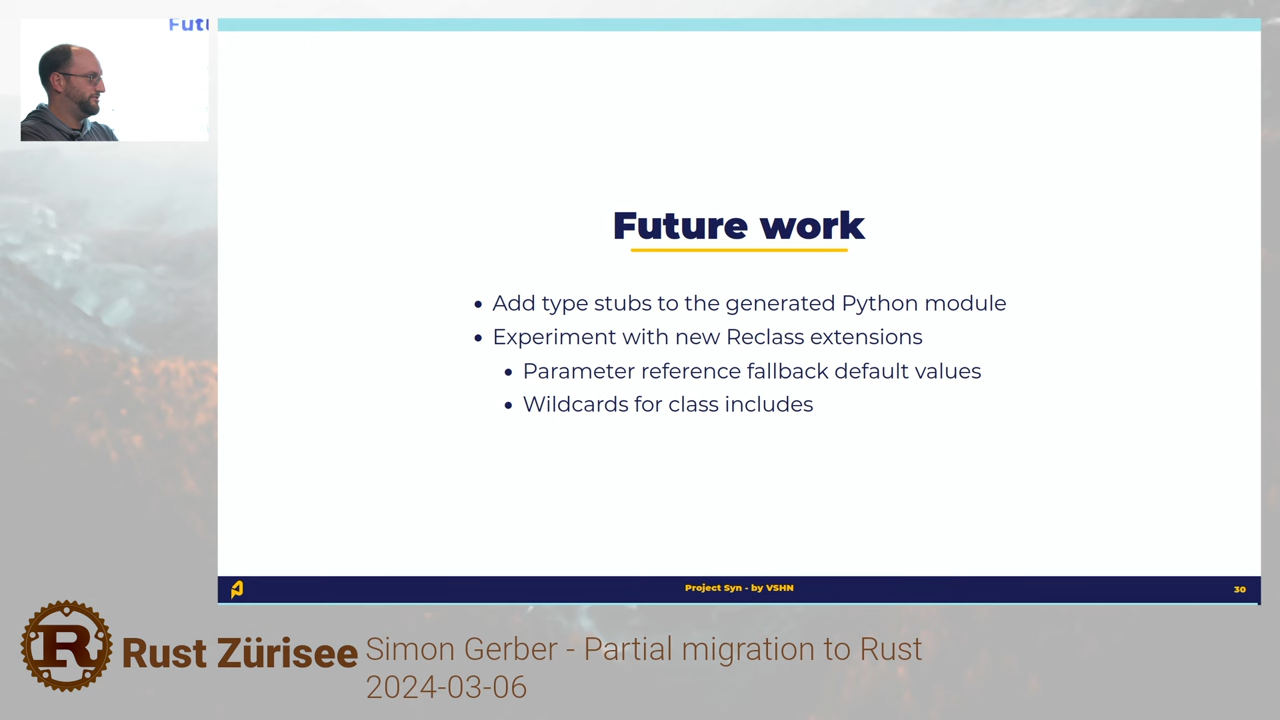 Futu
Future work
Add type stubs to the generated Python module
Experiment with new Reclass extensions
Parameter reference fallback default values
Wildcards for class includes
Project Syn - by VSHN
30
R
Rust Zürisee
Simon Gerber - Partial migration to Rust
2024-03-06